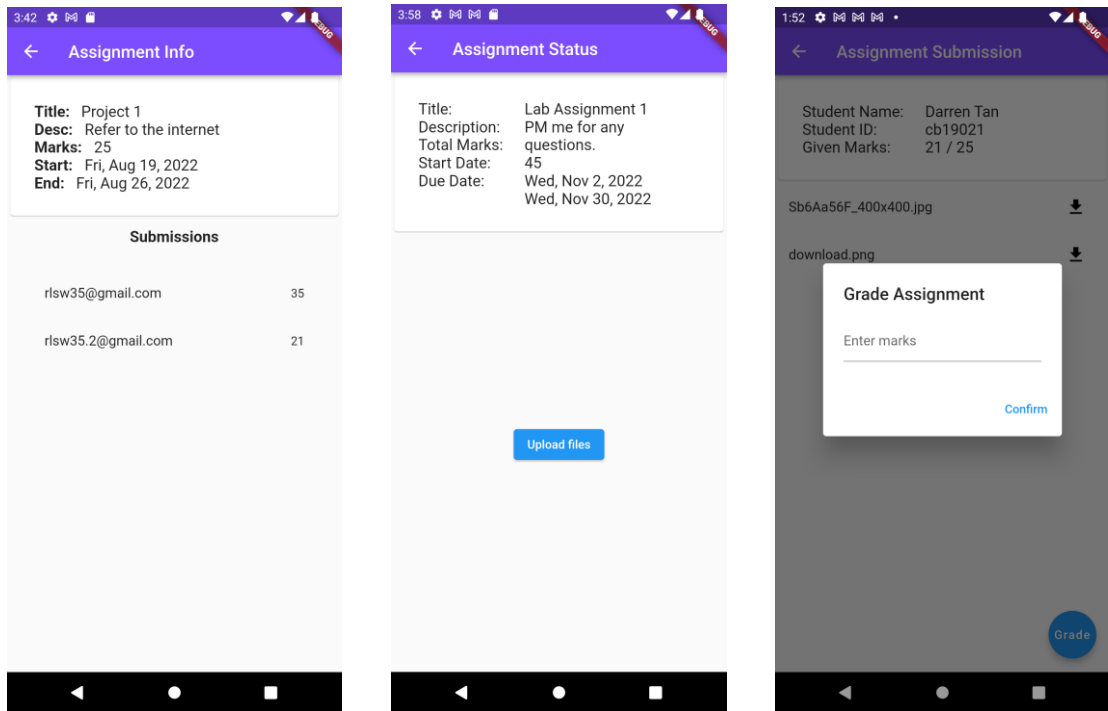 3:42
DEBUG
Assignment Info
Title: Project 1
Desc: Refer to the internet
Marks: 25
Start: Fri, Aug 19, 2022
End: Fri, Aug 26, 2022
Submissions
rlsw35@gmail.com 35
rlsw35.2@gmail.com 21
3:58
DEBUG
Assignment Status
Title: Lab Assignment 1
Description: PM me for any
Total Marks: questions.
Start Date: 45
Due Date: Wed, Nov 2, 2022
Wed, Nov 30, 2022
Upload files
1:52
DEBUG
Assignment Submission
Student Name: Darren Tan
Student ID: cb19021
Given Marks: 21 / 25
Sb6Aa56F_400x400.jpg
download.png
Grade Assignment
Enter marks
Confirm
Grade